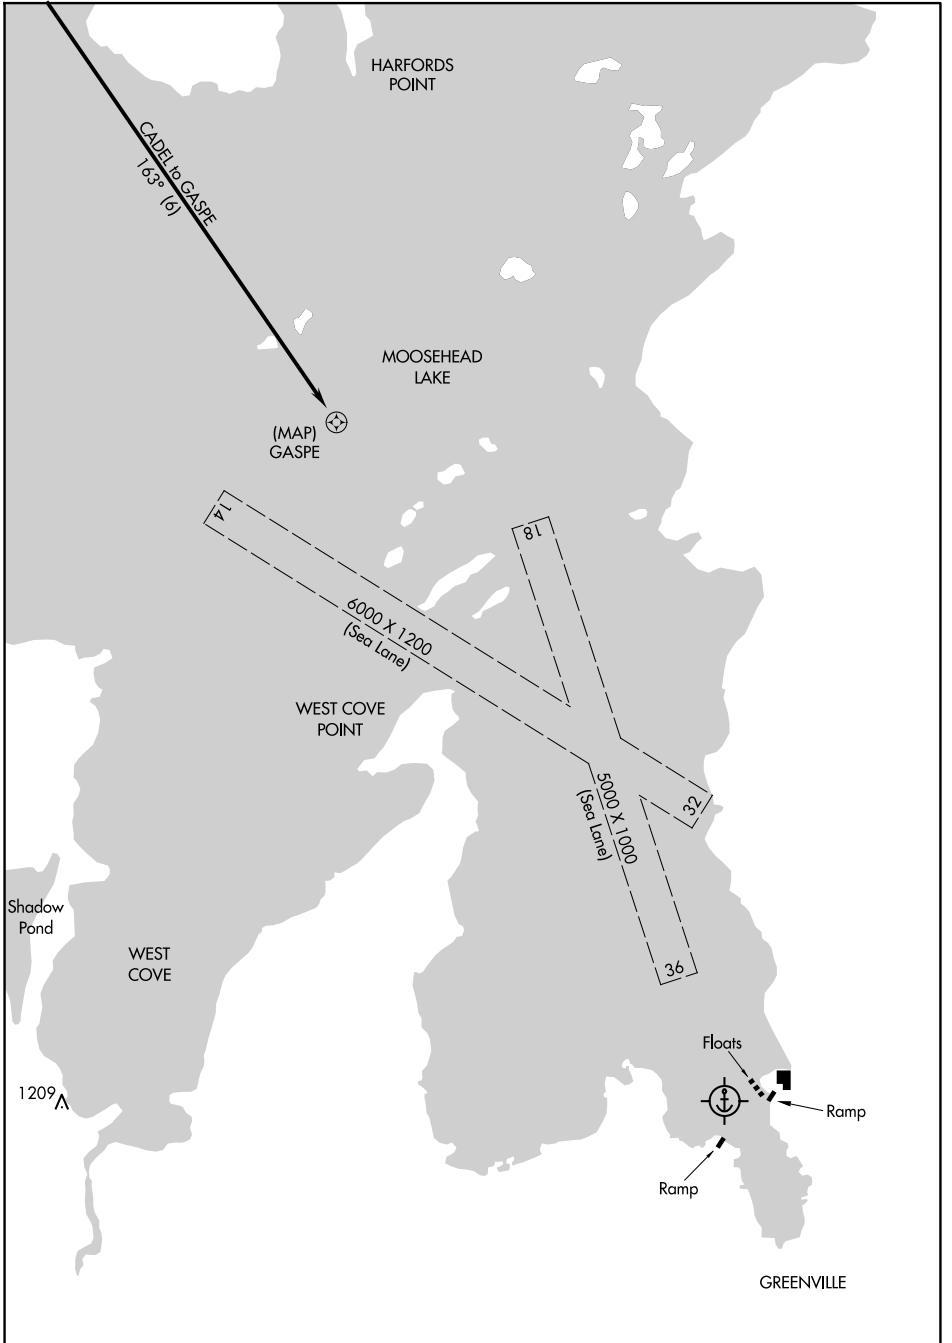 HARFORDS
POINT
CADEL to GASPE
163° (6)
MOOSEHEAD
LAKE
(MAP)
GASPE
14
18
6000 X 1200
(Sea Lane)
WEST COVE
POINT
5000 X 1000
(Sea Lane)
32
Shadow
Pond
WEST
COVE
36
Floats
1209
Ramp
Ramp
GREENVILLE